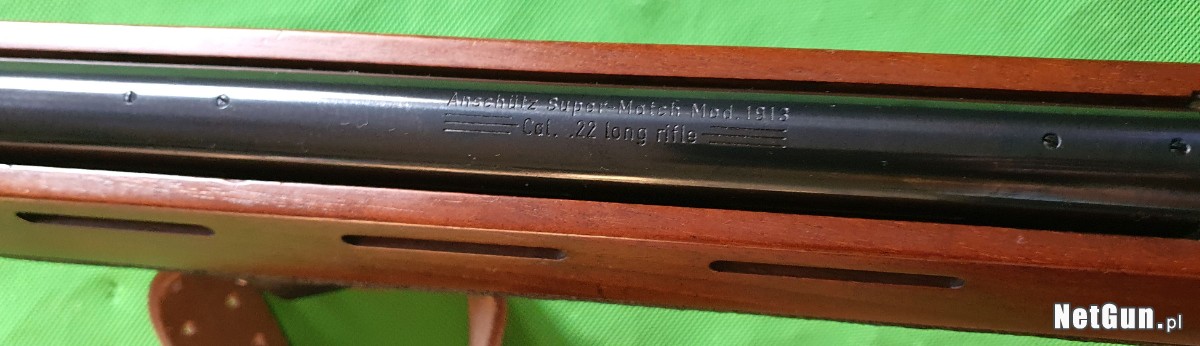 Anschütz Super-Match Mod. 1913
Cal. .22 long rifle
NetGun.pl